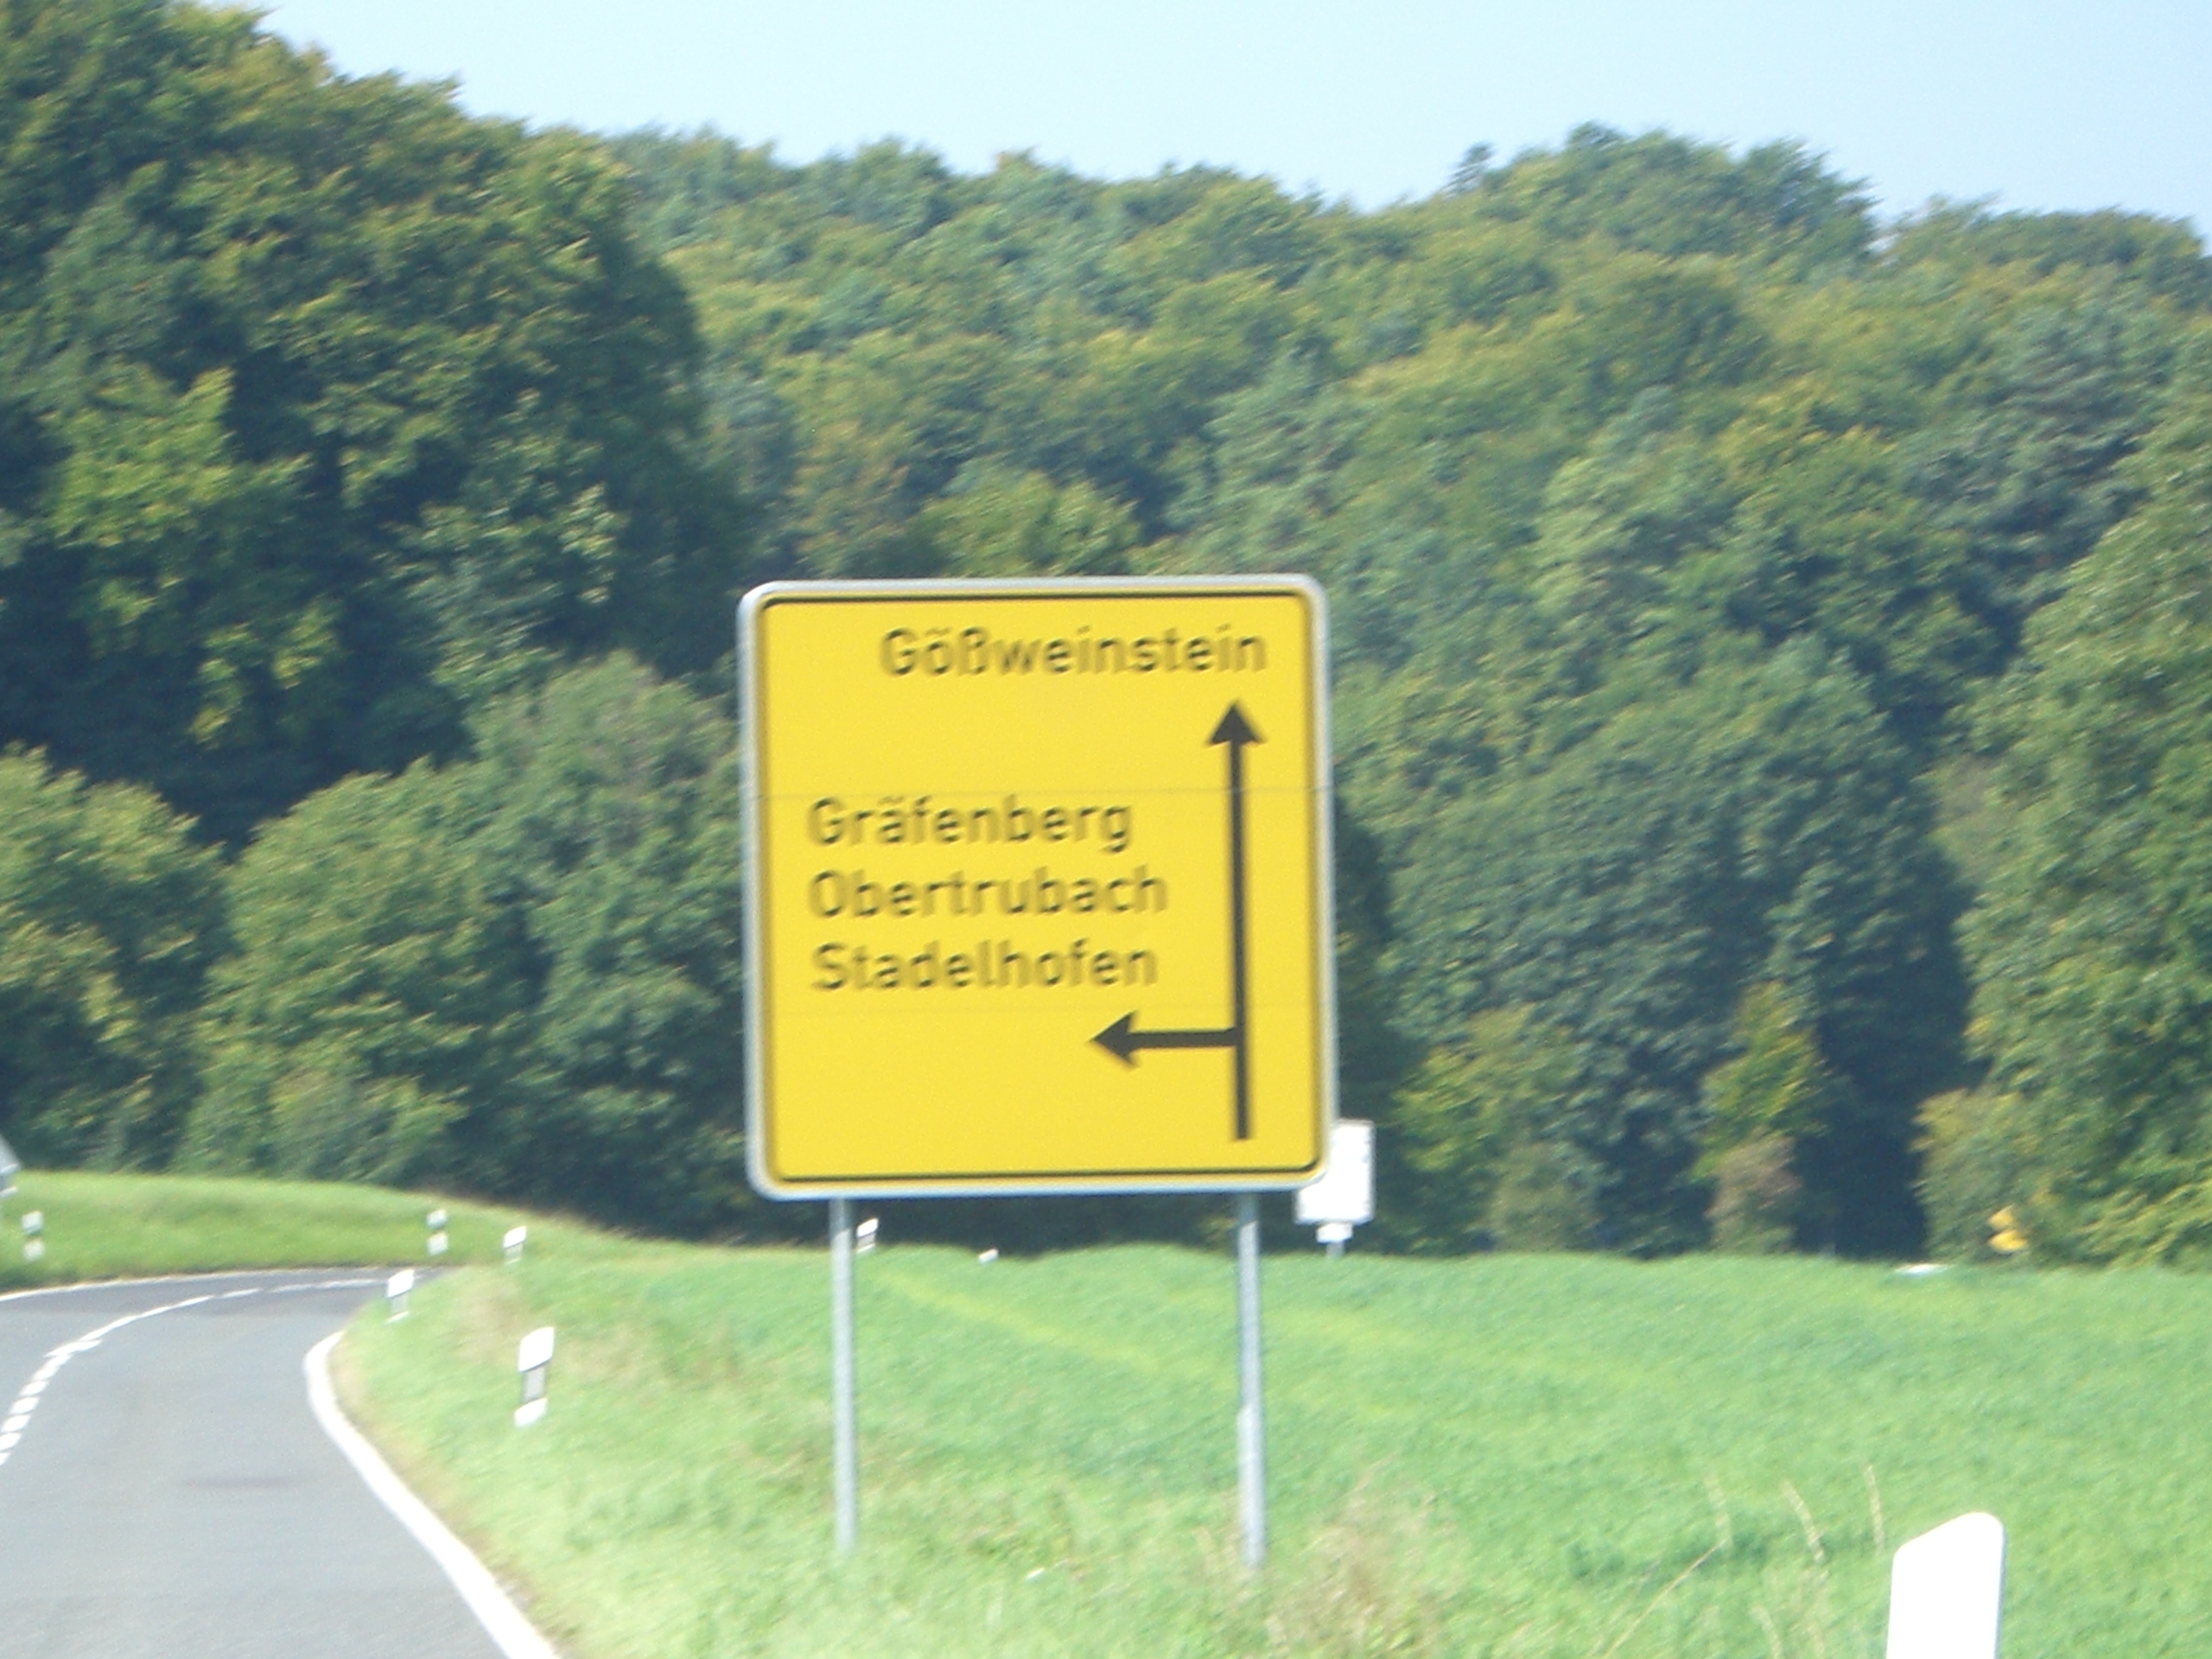 Gößweinstein
Gräfenberg
Obertrubach
Stadelhofen